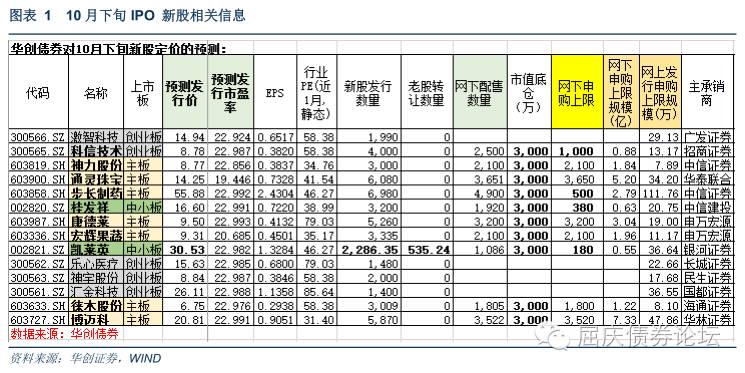 图表 1 10 月下旬 IPO 新股相关信息
华创债券对10月下旬新股定价的预测：
代码 名称 上市板 预测发行价 预测发行市盈率 EPS 行业PE(近1月,静态) 新股发行数量 老股转让数量 网下配售数量 市值底仓（万） 网下申购上限 网下申购上限规模(亿) 网上发行申购上限规模(万) 主承销商
300566.SZ 激智科技 创业板 14.94 22.924 0.6517 58.38 1,990 0 29.13 广发证券
300565.SZ 科信技术 创业板 8.78 22.987 0.3820 58.38 4,000 0 2,500 3,000 1,000 0.88 13.17 招商证券
603819.SH 神力股份 主板 8.77 22.856 0.3837 34.76 3,000 0 2,100 3,000 2,100 1.84 7.89 中信证券
603900.SH 通灵珠宝 主板 14.25 19.446 0.7328 41.54 6,080 0 3,651 3,000 3,650 5.20 34.20 华泰联合
603858.SH 步长制药 主板 55.88 22.992 2.4304 46.27 6,980 0 4,900 3,000 500 2.79 111.76 中信证券
002820.SZ 桂发祥 中小板 16.60 22.991 0.7220 38.99 3,200 0 1,920 3,000 380 0.63 20.75 中信建投
603987.SH 康德莱 主板 9.50 22.993 0.4132 79.03 5,260 0 3,200 3,000 3,200 3.04 19.00 申万宏源
603336.SH 宏辉果蔬 主板 9.31 20.685 0.4501 35.17 3,335 0 2,100 3,000 2,100 1.96 11.17 申万宏源
002821.SZ 凯莱英 中小板 30.53 22.982 1.3284 46.27 2,286.35 535.24 1,086 3,000 180 0.55 36.64 银河证券
300562.SZ 乐心医疗 创业板 15.63 22.985 0.6800 79.03 1,480 0 22.66 长城证券
300563.SZ 神宇股份 创业板 8.84 22.987 0.3846 58.38 2,000 0 17.68 民生证券
300561.SZ 汇金科技 创业板 26.11 22.988 1.1358 85.64 1,400 0 36.55 国都证券
603633.SH 徕木股份 主板 6.75 22.976 0.2938 58.38 3,009 0 1,805 3,000 1,800 1.22 8.10 海通证券
603727.SH 博迈科 主板 20.81 22.991 0.9051 31.40 5,870 0 3,522 3,000 3,520 7.33 47.86 华林证券
数据来源：华创债券
屈庆债券论坛
资料来源：华创证券，WIND